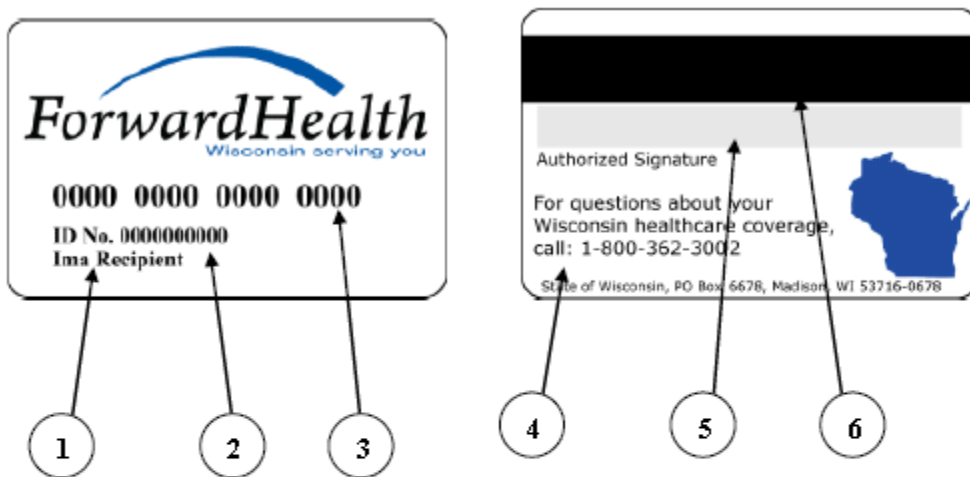 ForwardHealth
Wisconsin serving you
0000 0000 0000 0000
ID No. 0000000000
Ima Recipient
Authorized Signature
For questions about your
Wisconsin healthcare coverage,
call: 1-800-362-3002
State of Wisconsin, PO Box 6678, Madison, WI 53716-0678
1
2
3
4
5
6